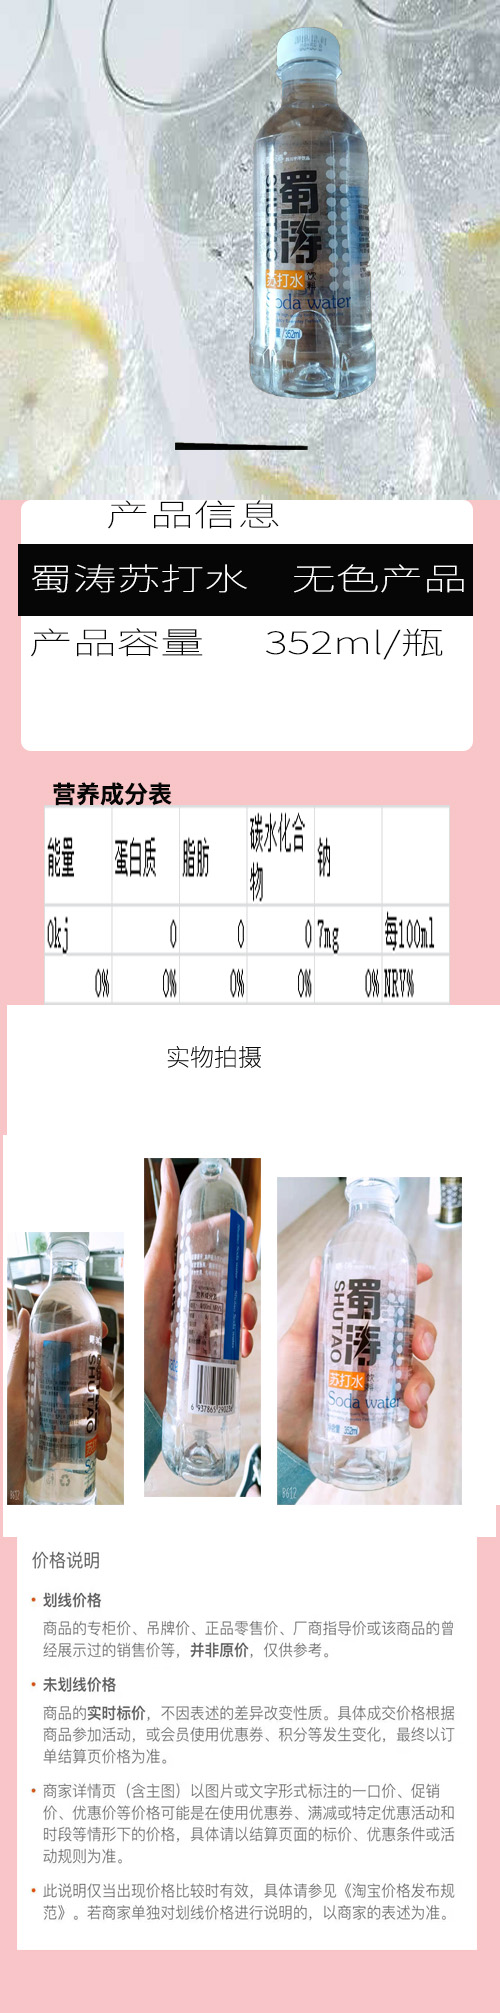 蜀
涛
苏打水
饮料
Soda water
352ml
产品信息
蜀涛苏打水 无色产品
产品容量 352ml/瓶
营养成分表
能量 蛋白质 脂肪 碳水化合物 钠
0kj 0 0 0 7mg 每100ml
0% 0% 0% 0% 0% NRV%
实物拍摄
SHUTAO
6 937865 29025
蜀
涛
SHUTAO
苏打水
饮料
Soda water
352ml
价格说明
• 划线价格
商品的专柜价、吊牌价、正品零售价、厂商指导价或该商品的曾
经展示过的销售价等，并非原价，仅供参考。
• 未划线价格
商品的实时标价，不因表述的差异改变性质。具体成交价格根据
商品参加活动，或会员使用优惠券、积分等发生变化，最终以订
单结算页价格为准。
• 商家详情页（含主图）以图片或文字形式标注的一口价、促销
价、优惠价等价格可能是在使用优惠券、满减或特定优惠活动和
时段等情形下的价格，具体请以结算页面的标价、优惠条件或活
动规则为准。
• 此说明仅当出现价格比较时有效，具体请参见《淘宝价格发布规
范》。若商家单独对划线价格进行说明的，以商家的表述为准。